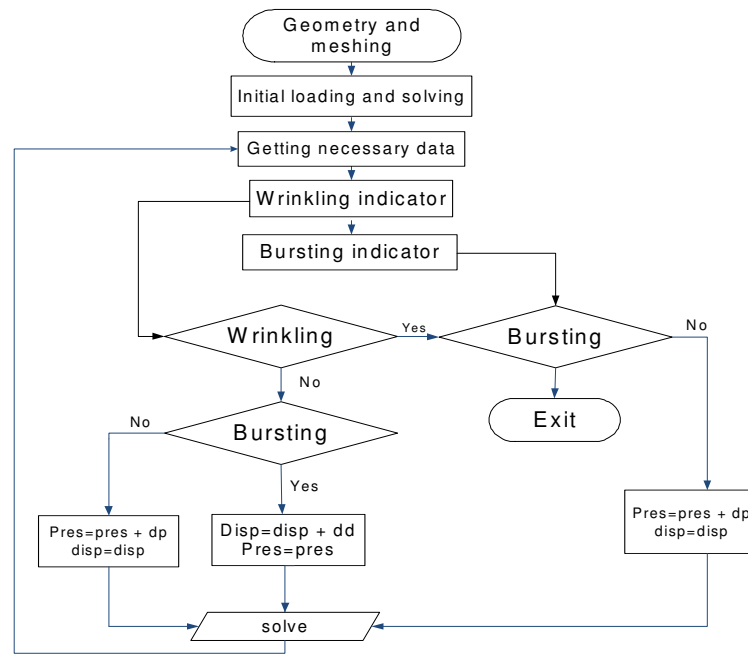 Geometry and
meshing
Initial loading and solving
Getting necessary data
Wrinkling indicator
Bursting indicator
Wrinkling
Yes
Bursting
No
No
Exit
Bursting
No
Yes
Pres=pres + dp
disp=disp
Disp=disp + dd
Pres=pres
Pres=pres + dp
disp=disp
solve